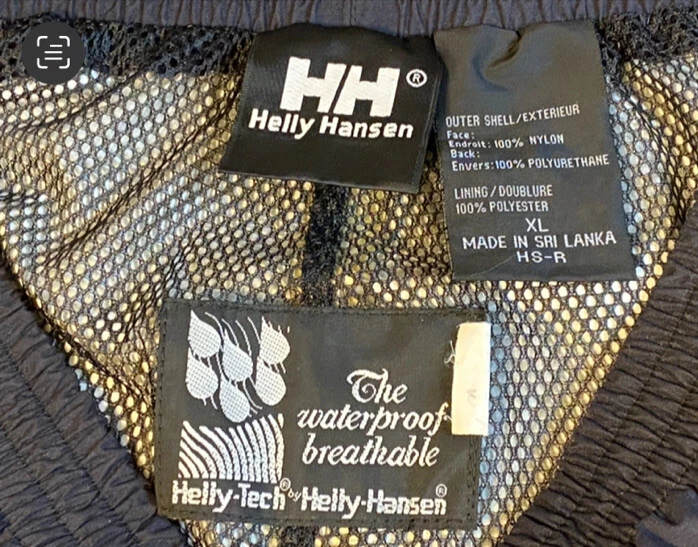 HH®
Helly Hansen
OUTER SHELL/EXTERIEUR
Face:
Endroit: 100% NYLON
Back:
Envers: 100% POLYURETHANE
LINING/DOUBLURE
100% POLYESTER
XL
MADE IN SRI LANKA
HS-R
The
waterproof
breathable
Helly-Tech® by Helly-Hansen®